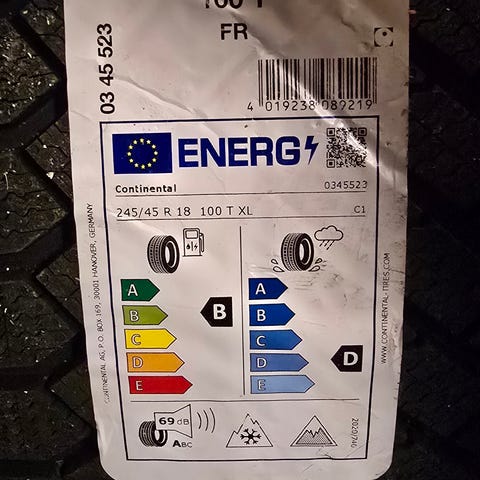 100 T
FR
03 45 523
4 019238 089219
ENERG
Continental
0345523
245/45 R 18 100 T XL
C1
A
B
C
D
E
B
A
B
C
D
E
D
69 dB
ABC
2020/740
CONTINENTAL AG, P.O. BOX 169, 30001 HANOVER, GERMANY
WWW.CONTINENTAL-TIRES.COM